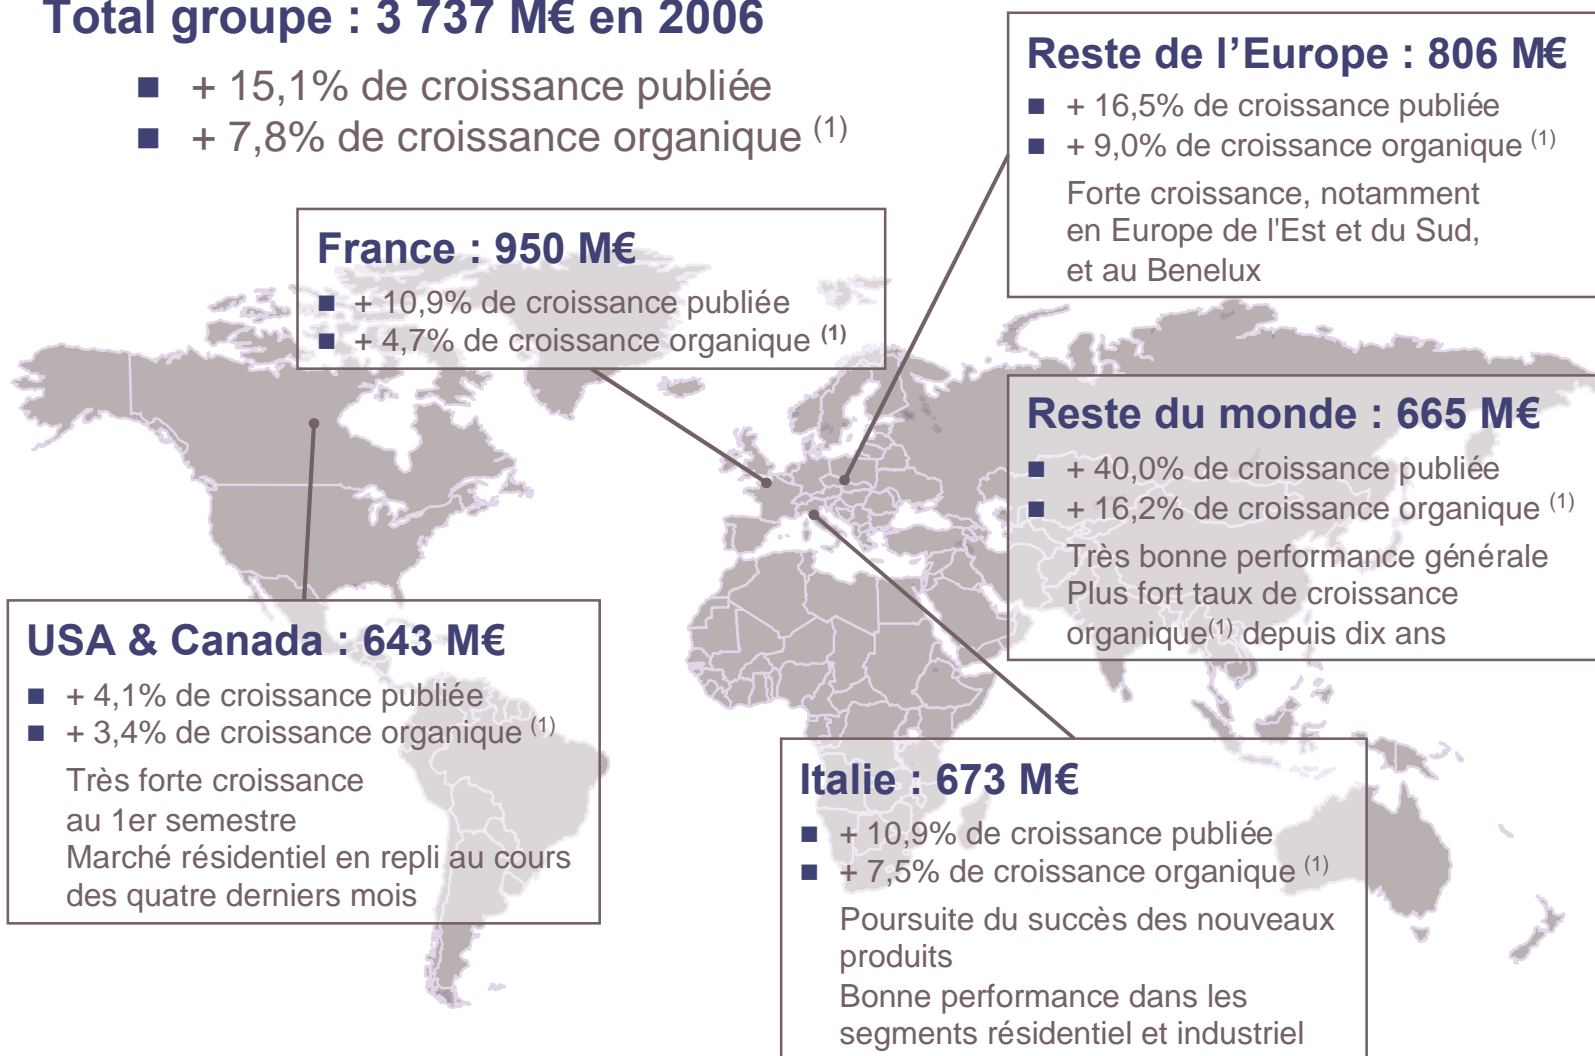 Total groupe : 3 737 M€ en 2006
■ + 15,1% de croissance publiée
■ + 7,8% de croissance organique (1)
Reste de l’Europe : 806 M€
■ + 16,5% de croissance publiée
■ + 9,0% de croissance organique (1)
Forte croissance, notamment
en Europe de l'Est et du Sud,
et au Benelux
France : 950 M€
■ + 10,9% de croissance publiée
■ + 4,7% de croissance organique (1)
Reste du monde : 665 M€
■ + 40,0% de croissance publiée
■ + 16,2% de croissance organique (1)
Très bonne performance générale
Plus fort taux de croissance
organique(1) depuis dix ans
USA & Canada : 643 M€
■ + 4,1% de croissance publiée
■ + 3,4% de croissance organique (1)
Très forte croissance
au 1er semestre
Marché résidentiel en repli au cours
des quatre derniers mois
Italie : 673 M€
■ + 10,9% de croissance publiée
■ + 7,5% de croissance organique (1)
Poursuite du succès des nouveaux
produits
Bonne performance dans les
segments résidentiel et industriel